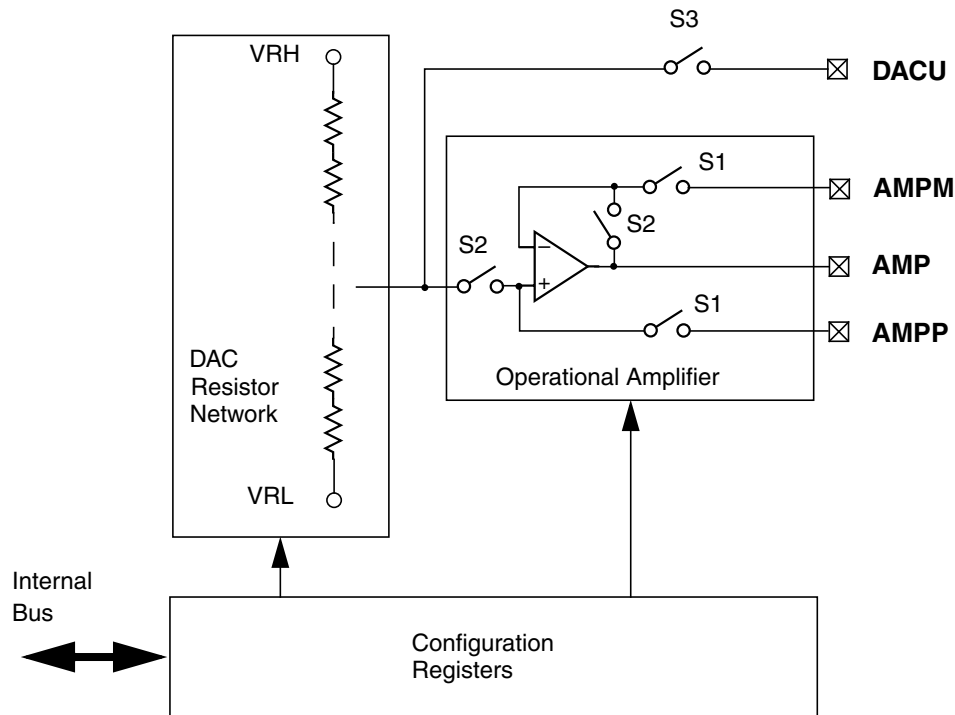 S3
VRH
DACU
S1
AMPM
S2
S2
−
+
AMP
S1
AMPP
DAC
Resistor
Network
Operational Amplifier
VRL
Internal
Bus
Configuration
Registers